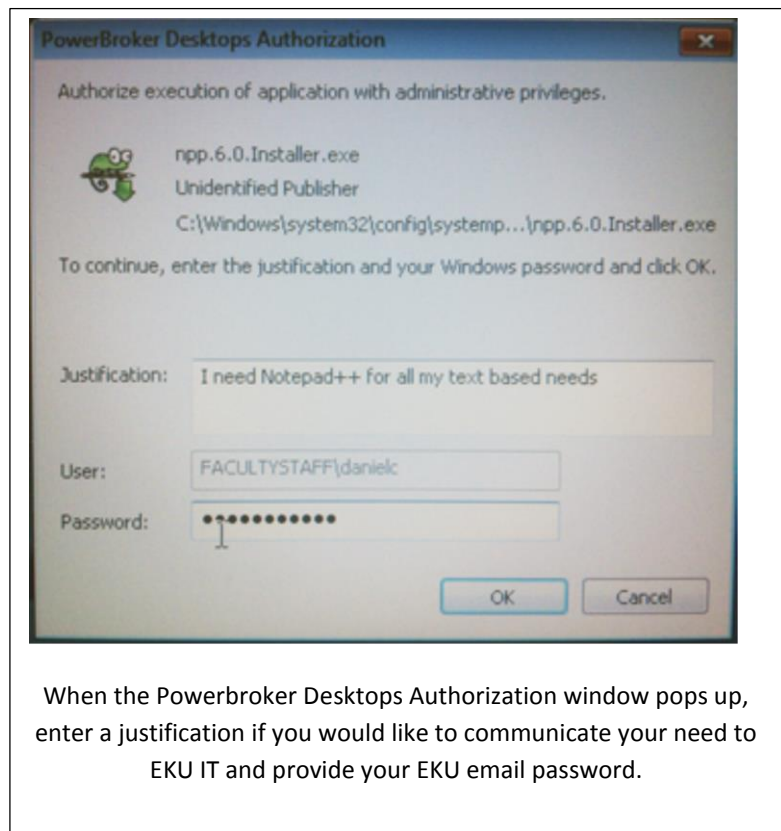 PowerBroker Desktops Authorization
Authorize execution of application with administrative privileges.
npp.6.0.Installer.exe
Unidentified Publisher
C:\Windows\system32\config\systemp...\npp.6.0.Installer.exe
To continue, enter the justification and your Windows password and click OK.
Justification: I need Notepad++ for all my text based needs
User: FACULTYSTAFF\danielc
Password: ●●●●●●●●●●●
OK Cancel
When the Powerbroker Desktops Authorization window pops up,
enter a justification if you would like to communicate your need to
EKU IT and provide your EKU email password.